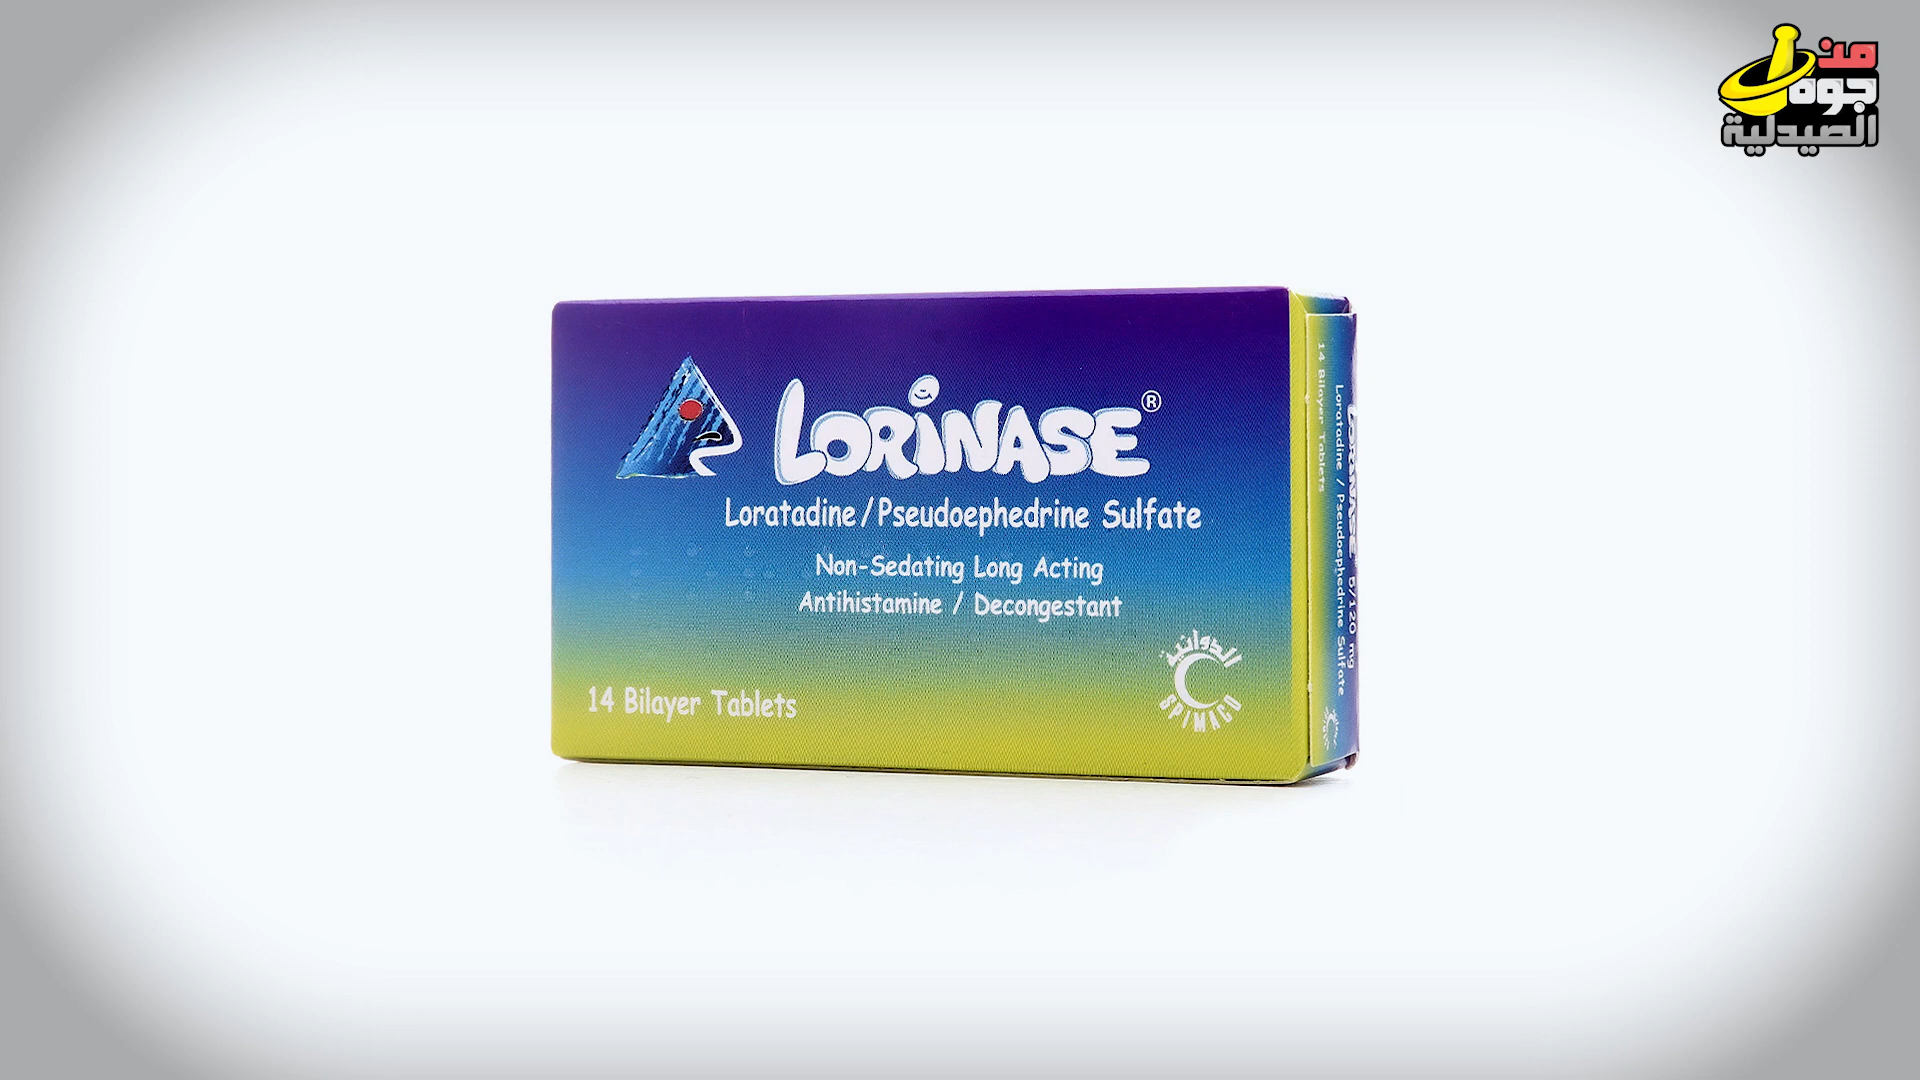 من
جوه
الصيدلية
LORINASE®
Loratadine/Pseudoephedrine Sulfate
Non-Sedating Long Acting
Antihistamine / Decongestant
14 Bilayer Tablets
الدوائية
SPIMACO
LORINASE 5/120 mg
Loratadine / Pseudoephedrine Sulfate
14 Bilayer Tablets